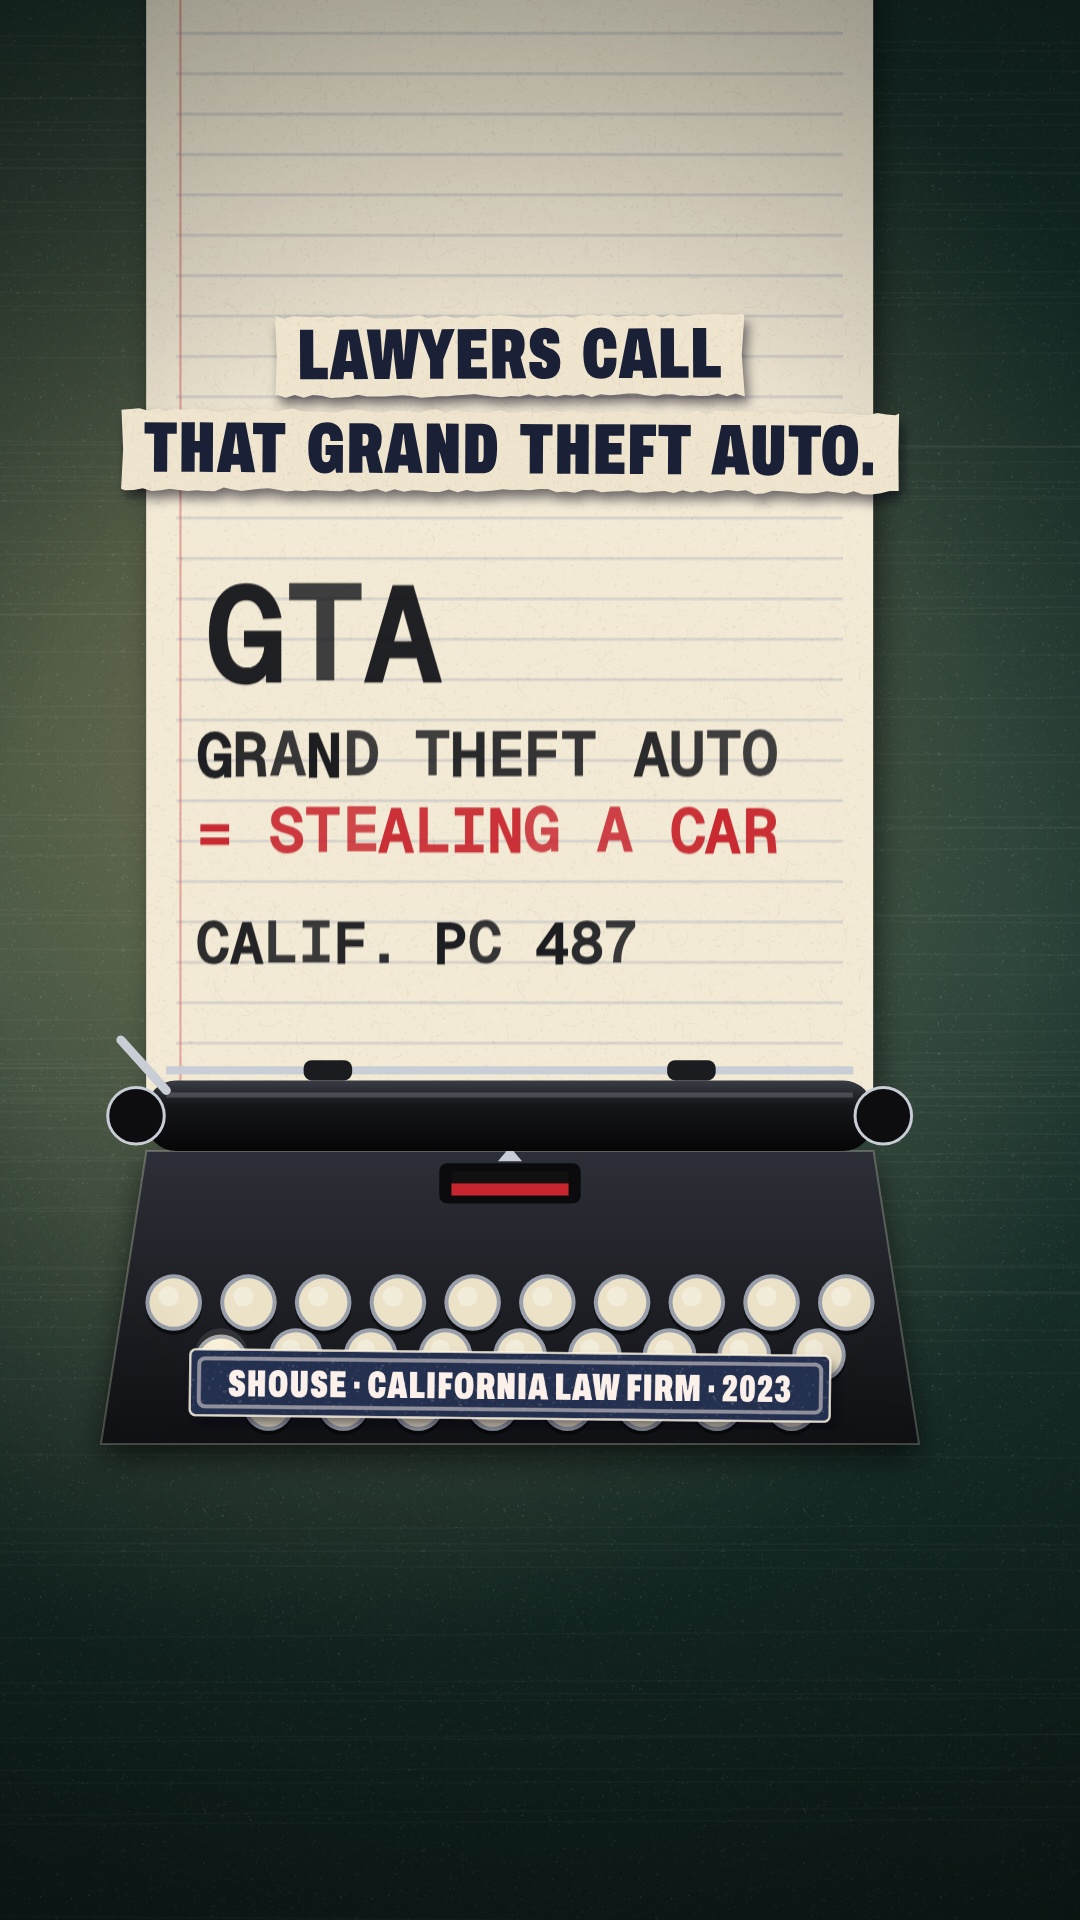 LAWYERS CALL
THAT GRAND THEFT AUTO.
GTA
GRAND THEFT AUTO
= STEALING A CAR
CALIF. PC 487
SHOUSE · CALIFORNIA LAW FIRM · 2023